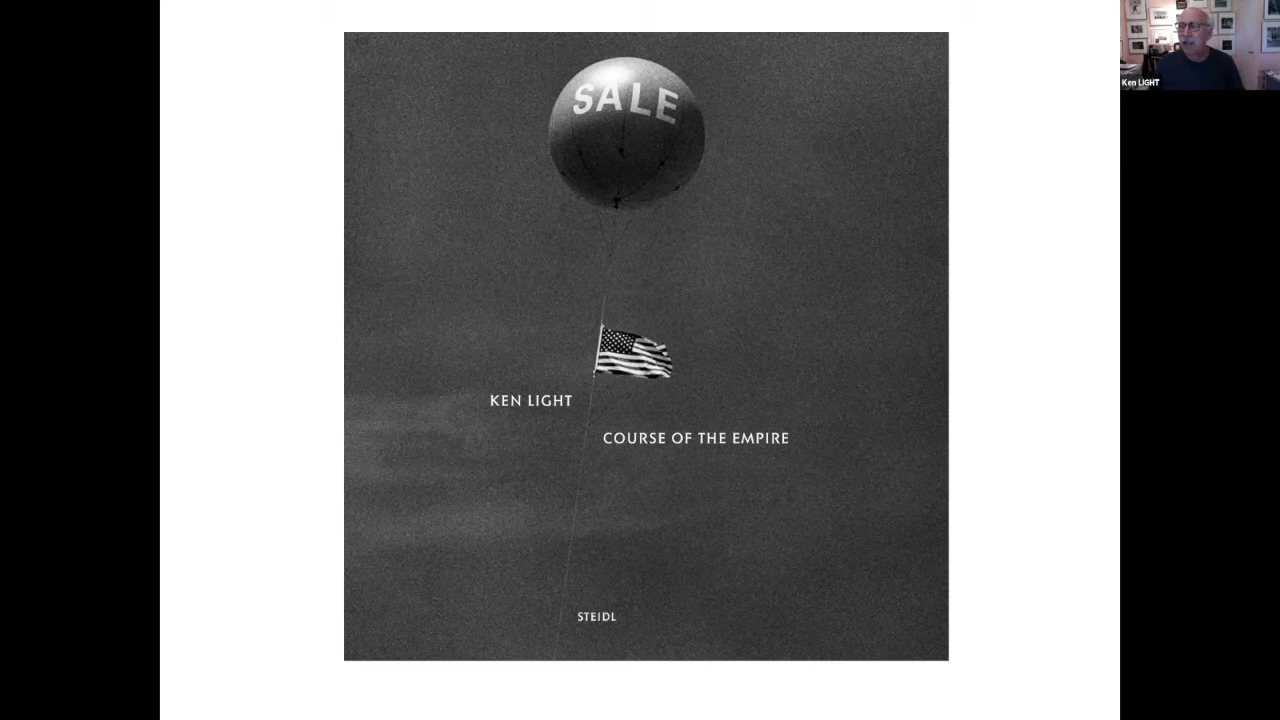 SALE
KEN LIGHT
COURSE OF THE EMPIRE
STEIDL
Ken LIGHT